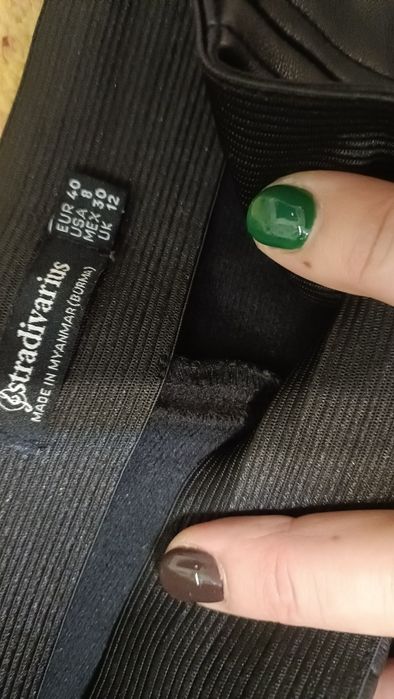 EUR 40
USA 8
MEX 30
UK 12
stradivarius
MADE IN MYANMAR (BURMA)